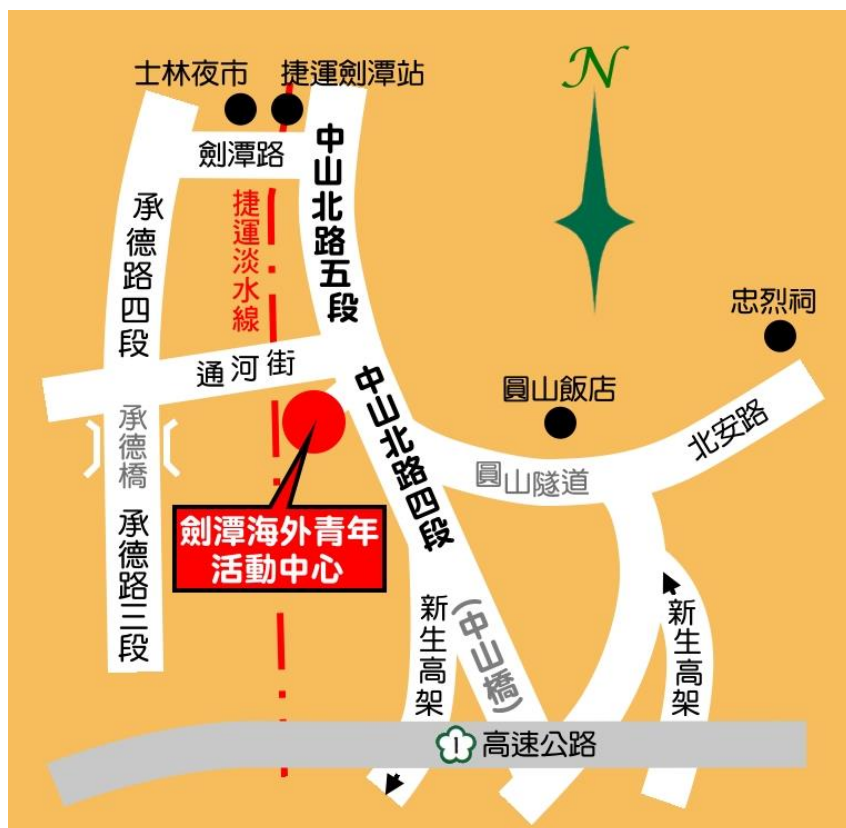 N
士林夜市
捷運劍潭站
劍潭路
中山北路五段
承德路四段
捷運淡水線
忠烈祠
通河街
圓山飯店
中山北路四段
北安路
承德橋
圓山隧道
劍潭海外青年
活動中心
承德路三段
新生高架
(中山橋)
新生高架
1
高速公路